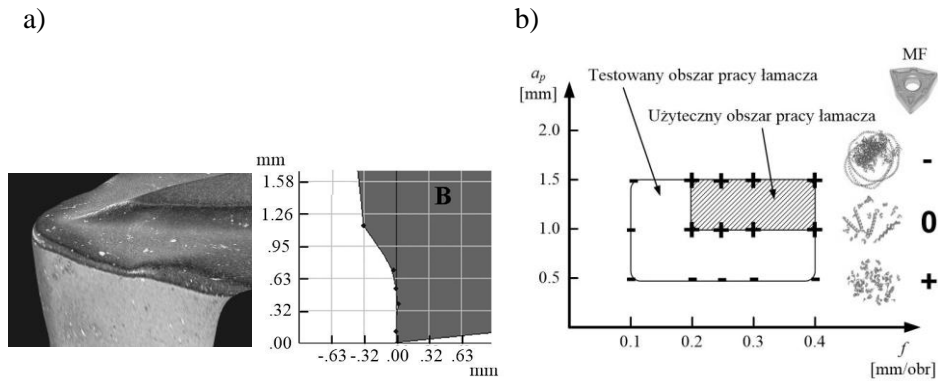 a)
b)
mm
1.58
1.26
.95
.63
.32
.00
-.63 -.32 .00 0.32 0.63
mm
B
MF
a_p
[mm]
Testowany obszar pracy łamacza
Użyteczny obszar pracy łamacza
2.0
1.5
1.0
0.5
0.1 0.2 0.3 0.4
f
[mm/obr]
-
0
+